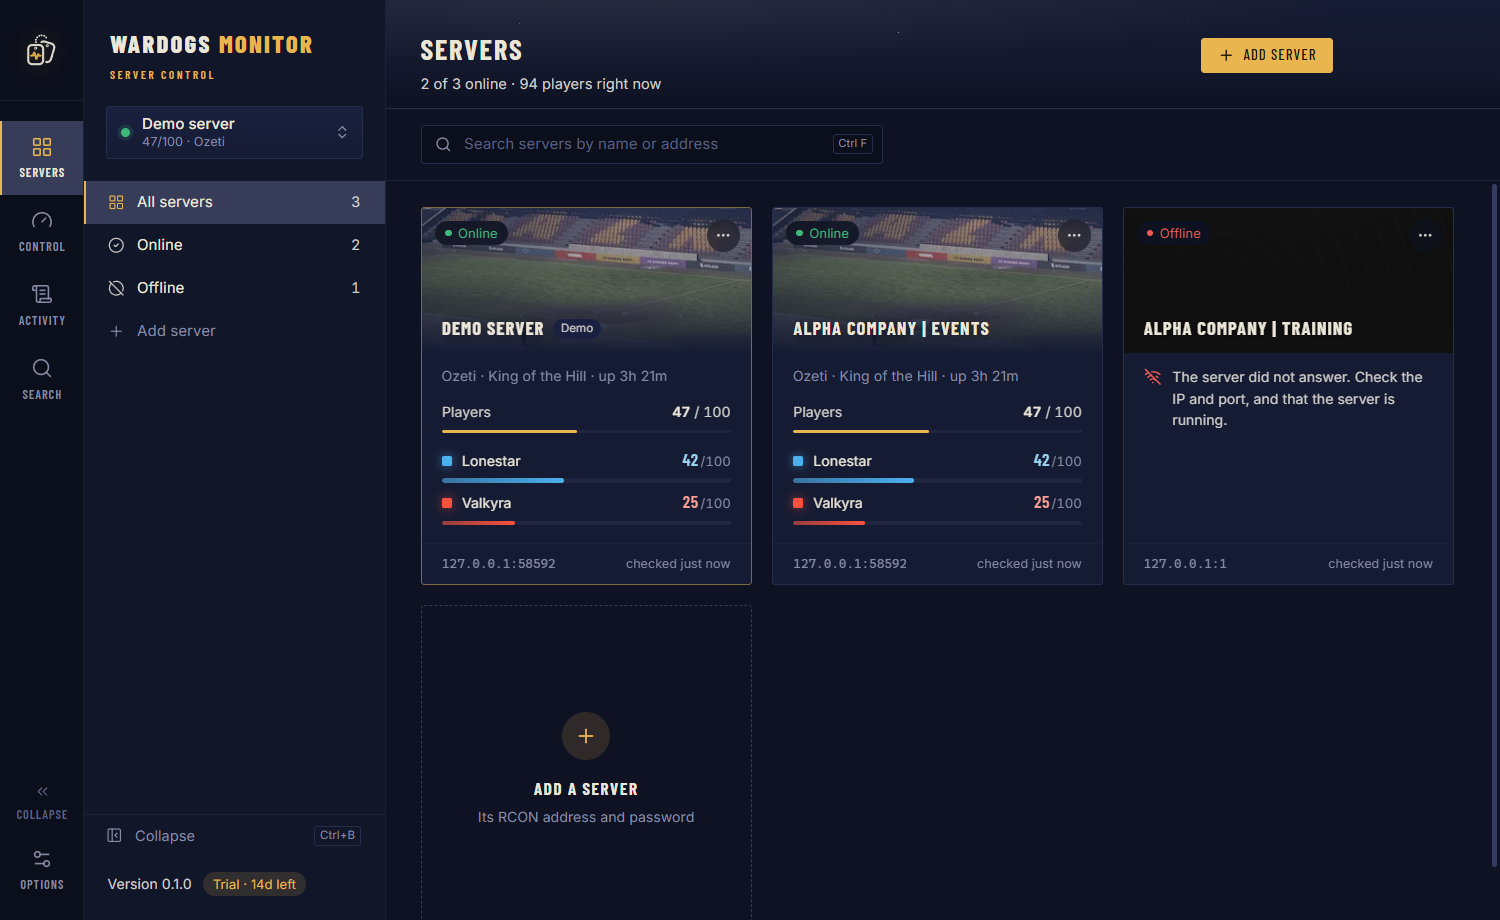 WARDOGS MONITOR
SERVER CONTROL
Demo server
47/100 · Ozeti
SERVERS
CONTROL
ACTIVITY
SEARCH
All servers 3
Online 2
Offline 1
Add server
COLLAPSE
OPTIONS
Collapse Ctrl+B
Version 0.1.0 Trial · 14d left
SERVERS
2 of 3 online · 94 players right now
ADD SERVER
Search servers by name or address Ctrl F
Online
DEMO SERVER Demo
Ozeti · King of the Hill · up 3h 21m
Players 47 / 100
Lonestar 42/100
Valkyra 25/100
127.0.0.1:58592 checked just now
Online
ALPHA COMPANY | EVENTS
Ozeti · King of the Hill · up 3h 21m
Players 47 / 100
Lonestar 42/100
Valkyra 25/100
127.0.0.1:58592 checked just now
Offline
ALPHA COMPANY | TRAINING
The server did not answer. Check the
IP and port, and that the server is
running.
127.0.0.1:1 checked just now
ADD A SERVER
Its RCON address and password